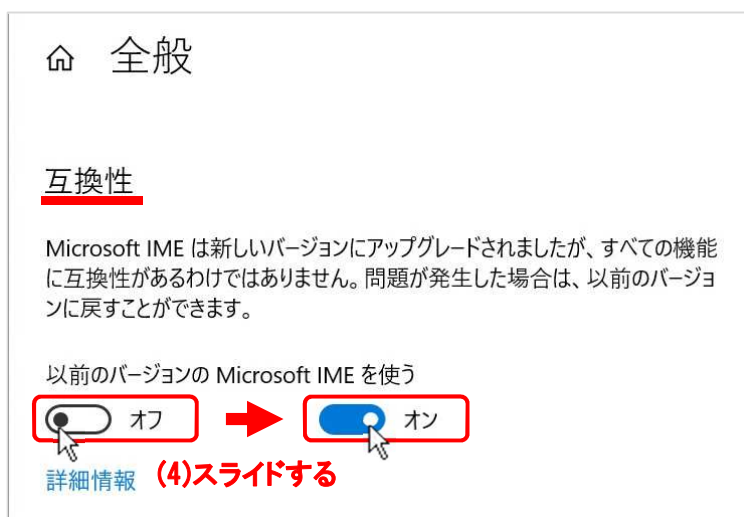 全般
互換性
Microsoft IME は新しいバージョンにアップグレードされましたが、すべての機能
に互換性があるわけではありません。問題が発生した場合は、以前のバージョ
ンに戻すことができます。
以前のバージョンの Microsoft IME を使う
オフ オン
詳細情報 (4)スライドする